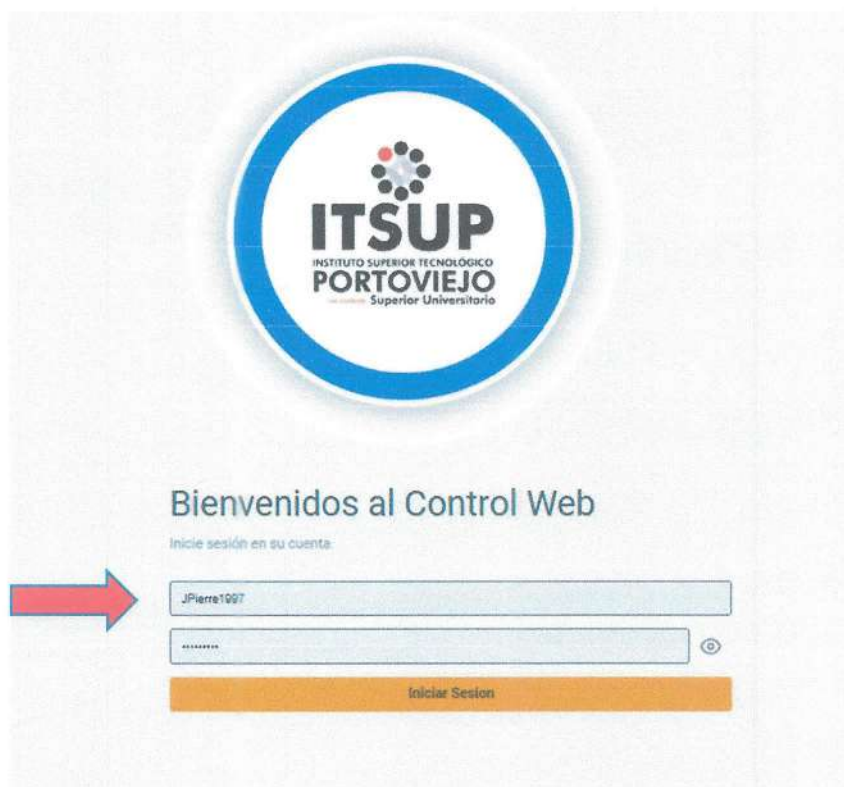 ITSUP
INSTITUTO SUPERIOR TECNOLÓGICO
PORTOVIEJO
Superior Universitario
Bienvenidos al Control Web
Inicie sesión en su cuenta.
JPierre1997
•••••••••
Iniciar Sesion